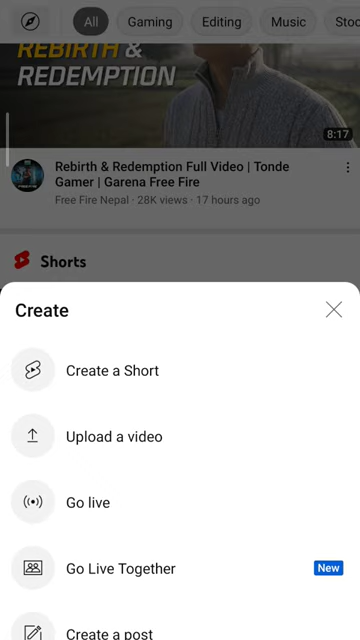 All
Gaming
Editing
Music
Stoc
REBIRTH &
REDEMPTION
8:17
Rebirth & Redemption Full Video | Tonde
Gamer | Garena Free Fire
Free Fire Nepal · 28K views · 17 hours ago
Shorts
Create
Create a Short
Upload a video
Go live
Go Live Together
New
Create a post